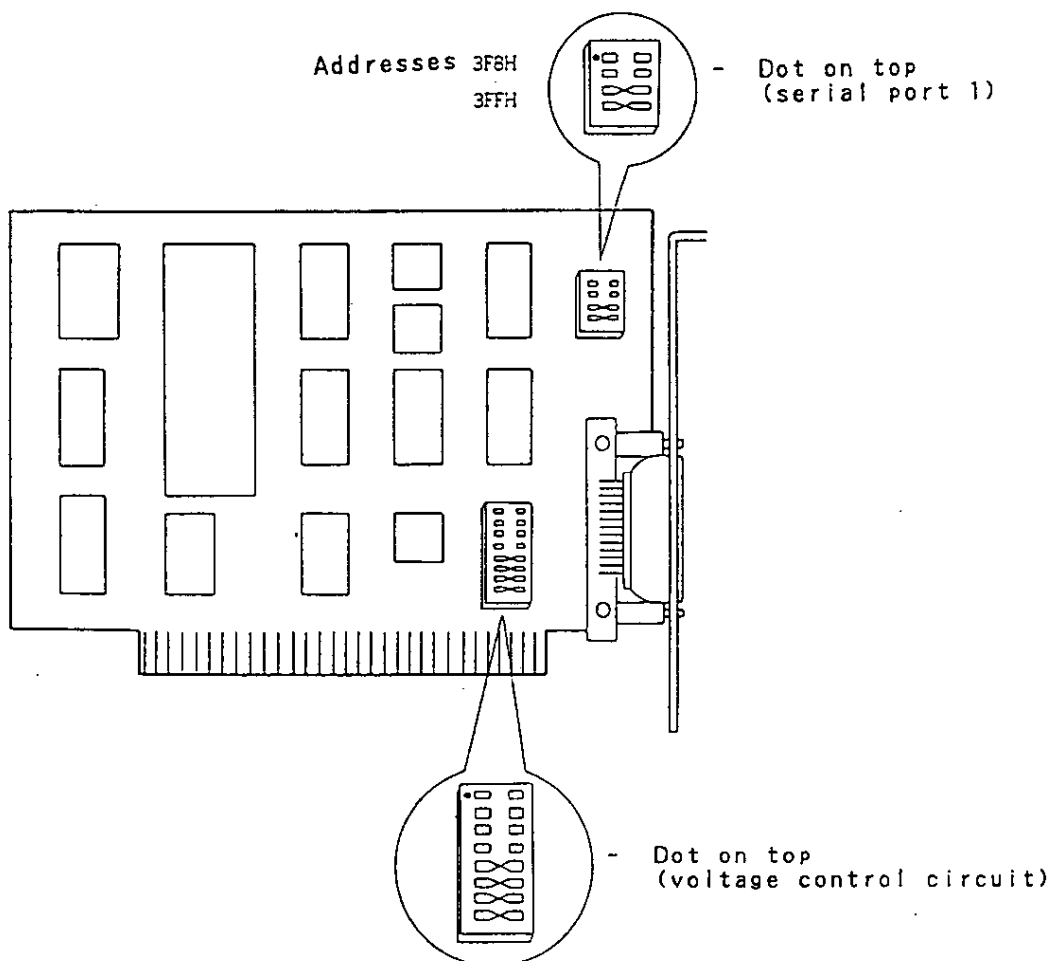 Addresses 3F8H
3FFH
- Dot on top
(serial port 1)
- Dot on top
(voltage control circuit)